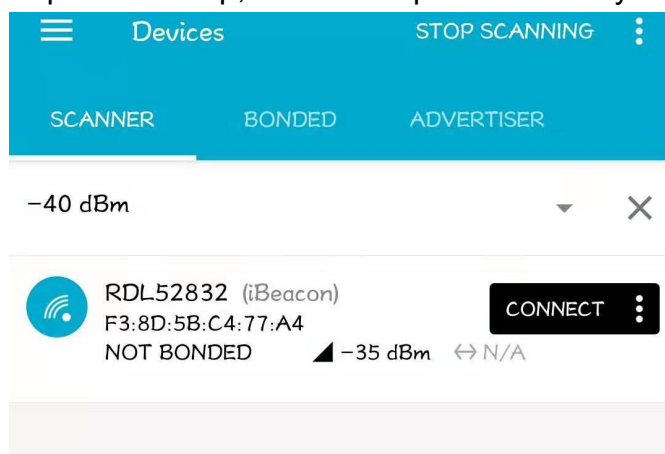 Devices
STOP SCANNING
SCANNER
BONDED
ADVERTISER
-40 dBm
RDL52832 (iBeacon)
CONNECT
F3:8D:5B:C4:77:A4
NOT BONDED
-35 dBm
N/A